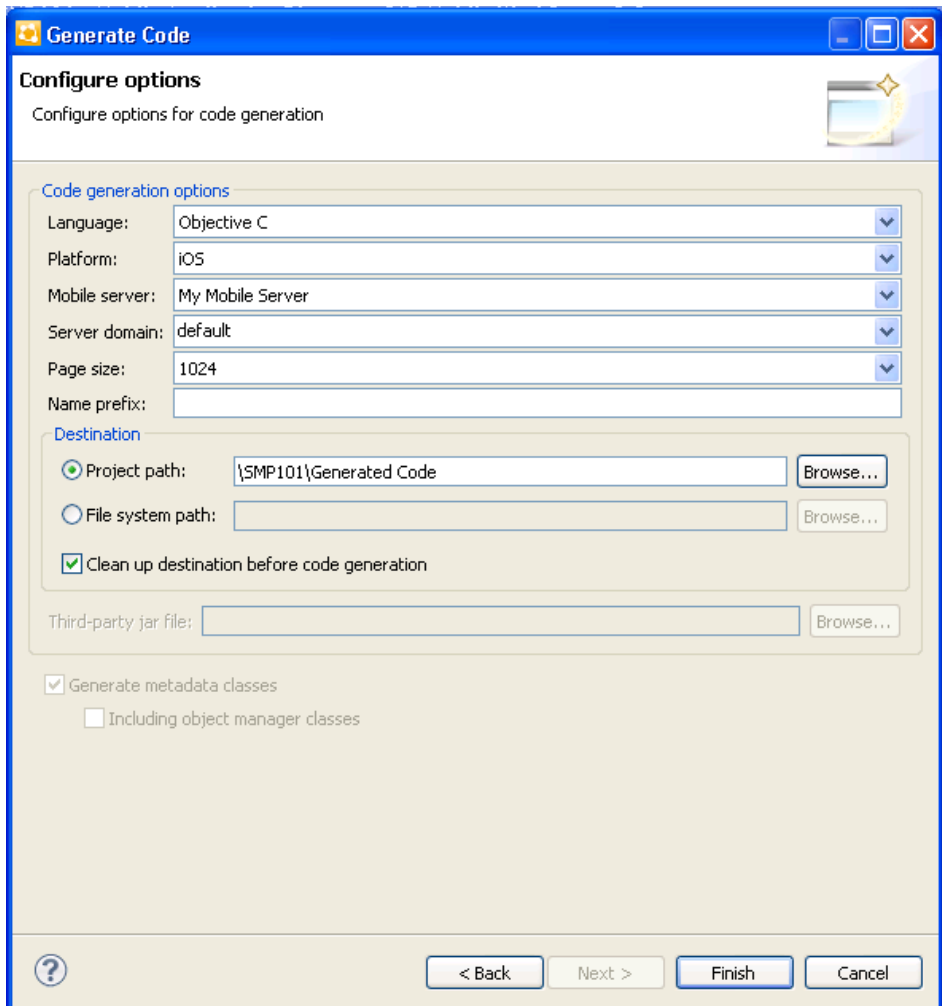 Generate Code
Configure options
Configure options for code generation
Code generation options
Language: Objective C
Platform: iOS
Mobile server: My Mobile Server
Server domain: default
Page size: 1024
Name prefix:
Destination
Project path: \SMP101\Generated Code Browse...
File system path: Browse...
Clean up destination before code generation
Third-party jar file: Browse...
Generate metadata classes
Including object manager classes
? < Back Next > Finish Cancel